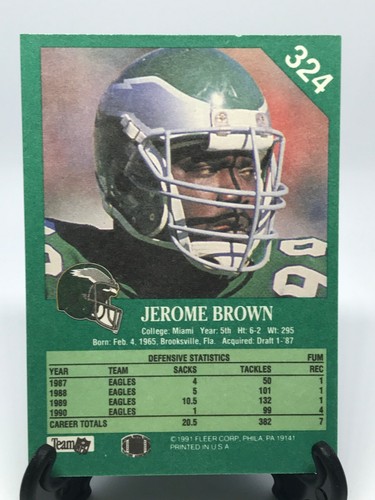 324
99
JEROME BROWN
College: Miami Year: 5th Ht: 6-2 Wt: 295
Born: Feb. 4, 1965, Brooksville, Fla. Acquired: Draft 1-'87
DEFENSIVE STATISTICS FUM
YEAR TEAM SACKS TACKLES REC
1987 EAGLES 4 50 1
1988 EAGLES 5 101 1
1989 EAGLES 10.5 132 1
1990 EAGLES 1 99 4
CAREER TOTALS 20.5 382 7
Team NFL
© 1991 FLEER CORP., PHILA, PA 19141
PRINTED IN U.S.A.